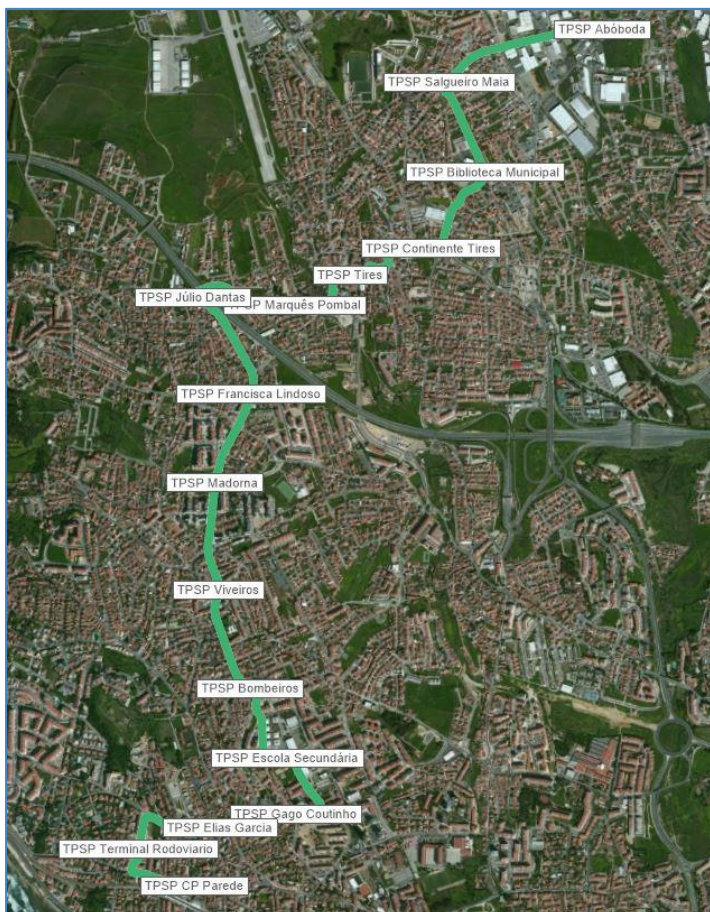 TPSP Abóboda
TPSP Salgueiro Maia
TPSP Biblioteca Municipal
TPSP Continente Tires
TPSP Tires
TPSP Júlio Dantas
SP Marquês Pombal
TPSP Francisca Lindoso
TPSP Madorna
TPSP Viveiros
TPSP Bombeiros
TPSP Escola Secundária
TPSP Gago Coutinho
TPSP Elias Garcia
TPSP Terminal Rodoviario
TPSP CP Parede